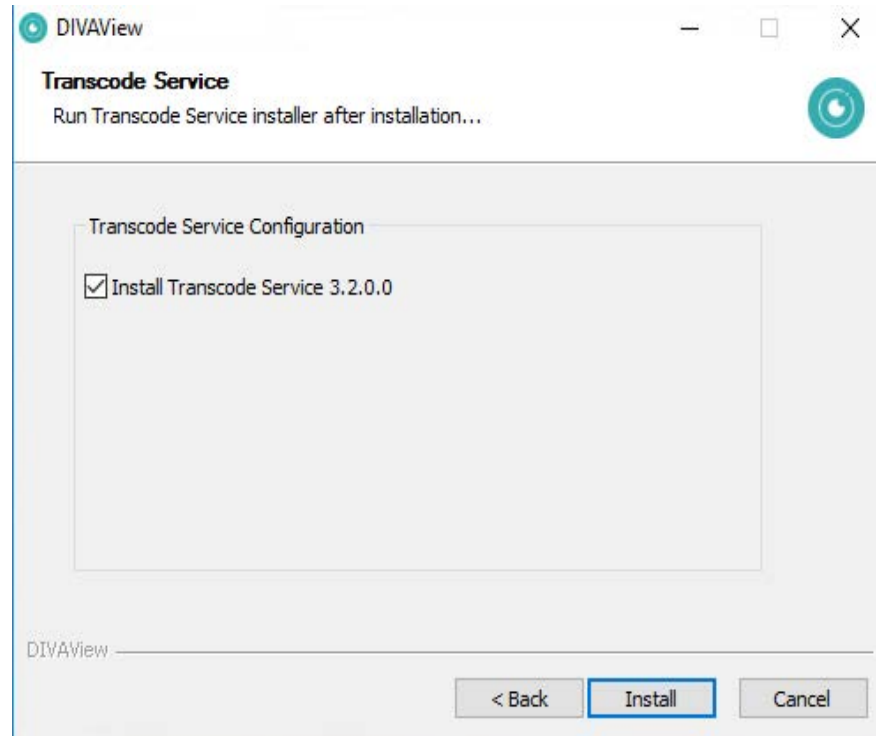 DIVAView
Transcode Service
Run Transcode Service installer after installation...
Transcode Service Configuration
Install Transcode Service 3.2.0.0
DIVAView
< Back Install Cancel